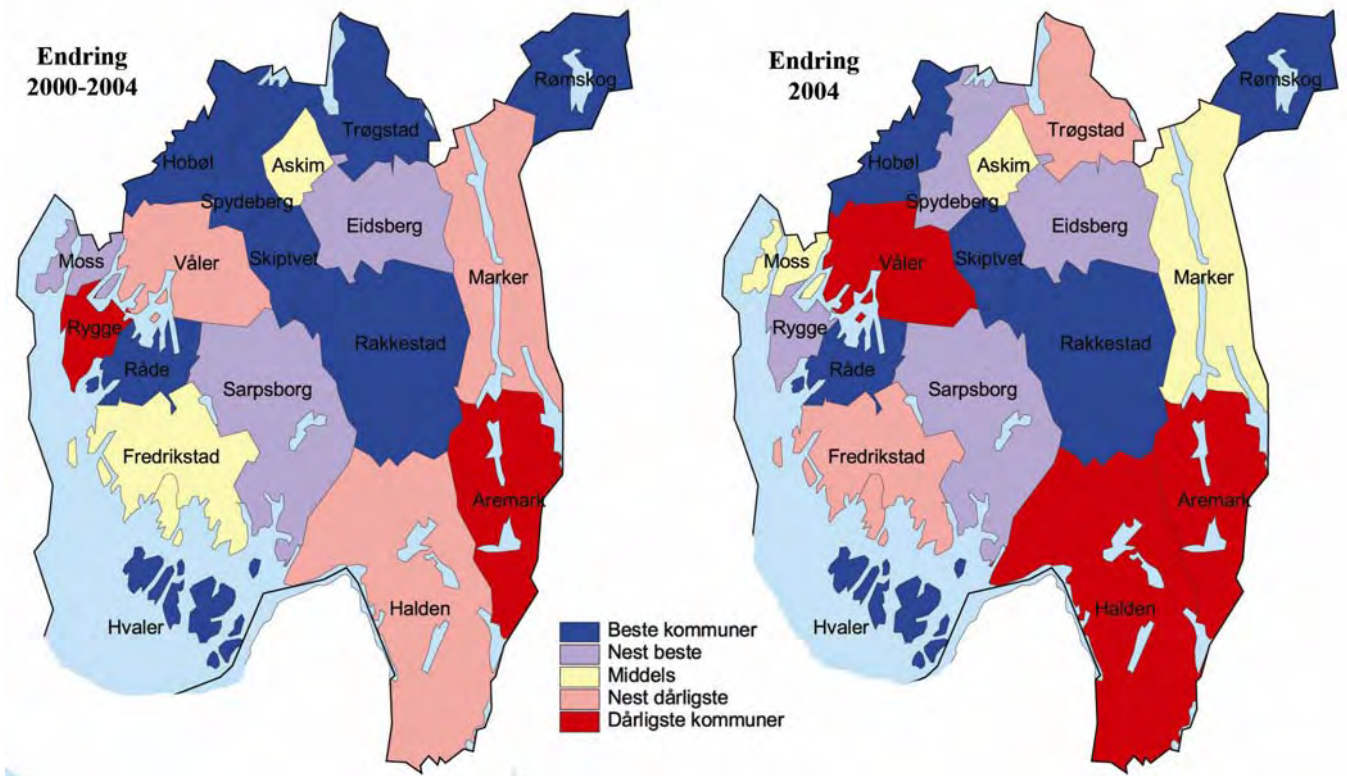 Endring
2000-2004
Rømskog
Trøgstad
Hobøl
Askim
Spydeberg
Eidsberg
Moss
Våler
Skiptvet
Marker
Rygge
Råde
Rakkestad
Sarpsborg
Fredrikstad
Aremark
Halden
Hvaler
Beste kommuner
Nest beste
Middels
Nest dårligste
Dårligste kommuner
Endring
2004
Rømskog
Trøgstad
Hobøl
Askim
Spydeberg
Eidsberg
Moss
Våler
Skiptvet
Marker
Rygge
Råde
Rakkestad
Sarpsborg
Fredrikstad
Aremark
Halden
Hvaler